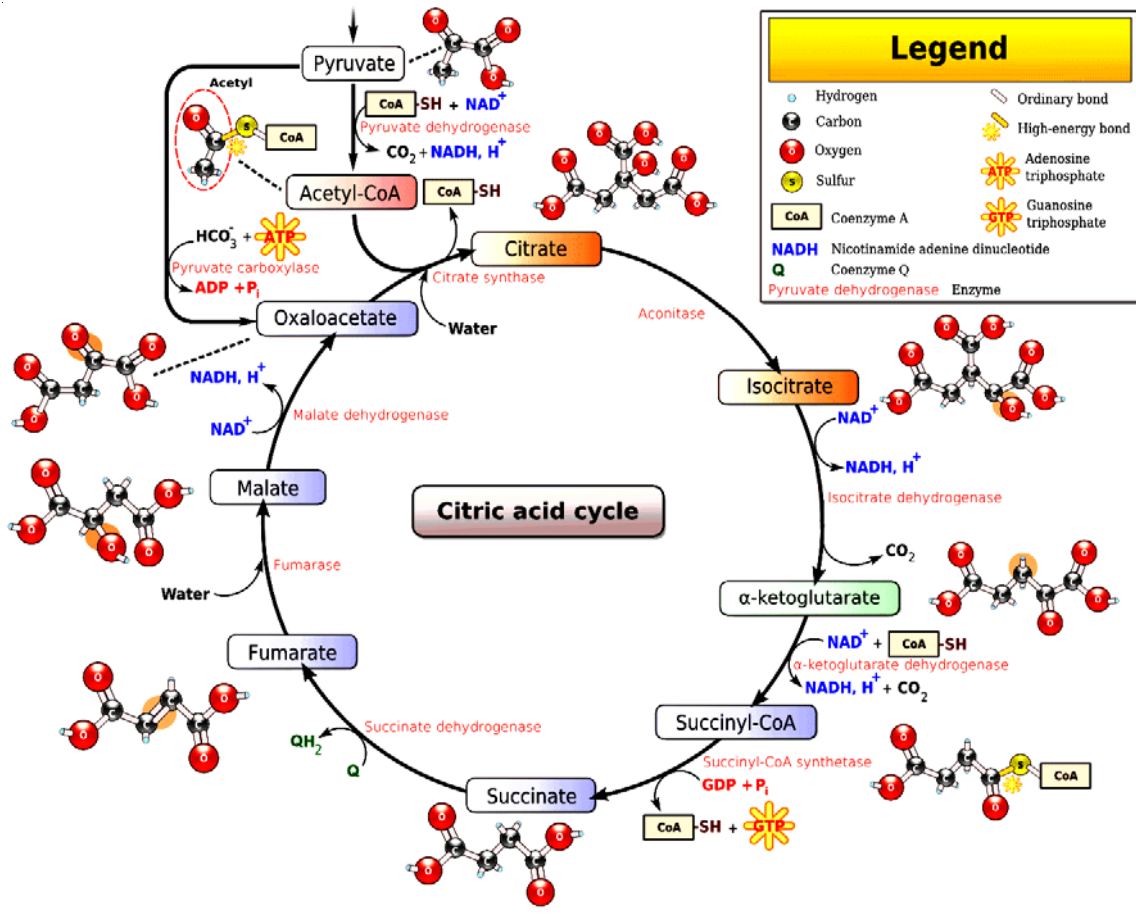 Pyruvate
Acetyl
CoA -SH + NAD+
Pyruvate dehydrogenase
CO2 + NADH, H+
S CoA
Acetyl-CoA
CoA -SH
HCO3- + ATP
Pyruvate carboxylase
ADP + Pi
Citrate
Citrate synthase
Oxaloacetate
Water
Aconitase
Isocitrate
NAD+
NADH, H+
Isocitrate dehydrogenase
CO2
α-ketoglutarate
NAD+ + CoA -SH
α-ketoglutarate dehydrogenase
NADH, H+ + CO2
Succinyl-CoA
S CoA
Succinyl-CoA synthetase
GDP + Pi
CoA -SH + GTP
Succinate
Succinate dehydrogenase
QH2
Q
Fumarate
Fumarase
Water
Malate
Malate dehydrogenase
NADH, H+
NAD+
Citric acid cycle
Legend
Hydrogen
C Carbon
O Oxygen
S Sulfur
CoA Coenzyme A
NADH Nicotinamide adenine dinucleotide
Q Coenzyme Q
Pyruvate dehydrogenase Enzyme
Ordinary bond
High-energy bond
ATP Adenosine
triphosphate
GTP Guanosine
triphosphate